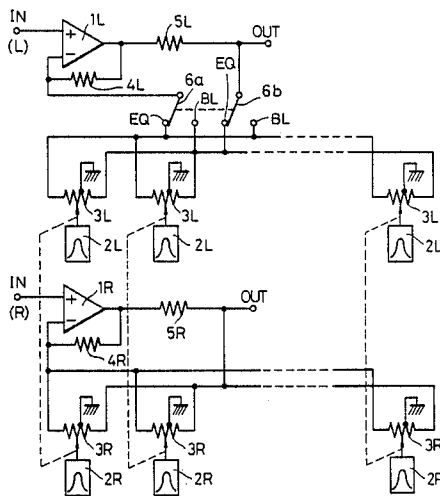 IN
(L)
1L
5L
OUT
4L
6a
6b
EQ
BL
EQ
BL
3L
3L
3L
2L
2L
2L
IN
(R)
1R
OUT
5R
4R
3R
3R
3R
2R
2R
2R